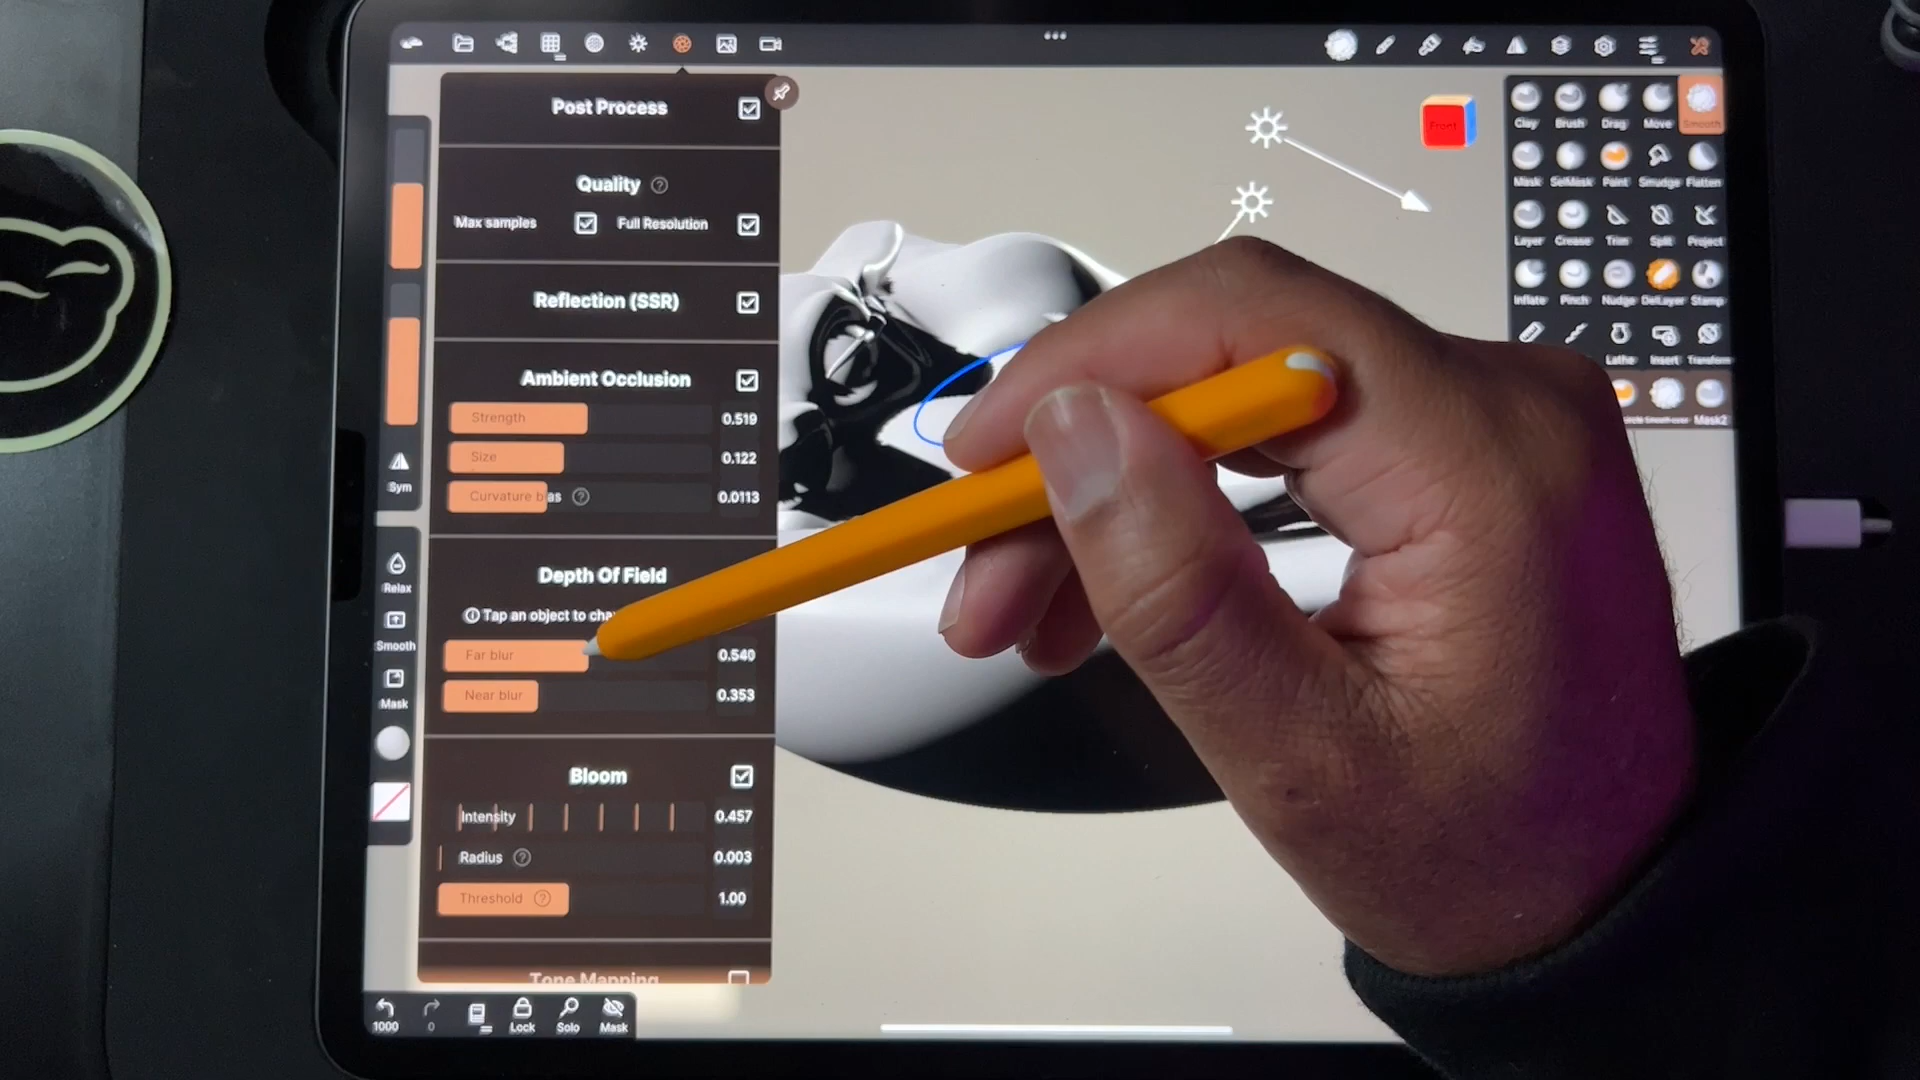 Post Process
Quality
Max samples
Full Resolution
Reflection (SSR)
Ambient Occlusion
Strength
0.519
Size
0.122
Curvature bias
0.0113
Depth Of Field
Tap an object to cha
Far blur
0.540
Near blur
0.353
Bloom
Intensity
0.457
Radius
0.003
Threshold
1.00
Tone Mapping
Sym
Relax
Smooth
Mask
1000
0
Lock
Solo
Mask
Front
Clay Brush Drag Move Smooth
Mask SelMask Paint Smudge Flatten
Layer Crease Trim Split Project
Inflate Pinch Nudge DelLayer Stamp
Lathe Insert Transform
Mask2